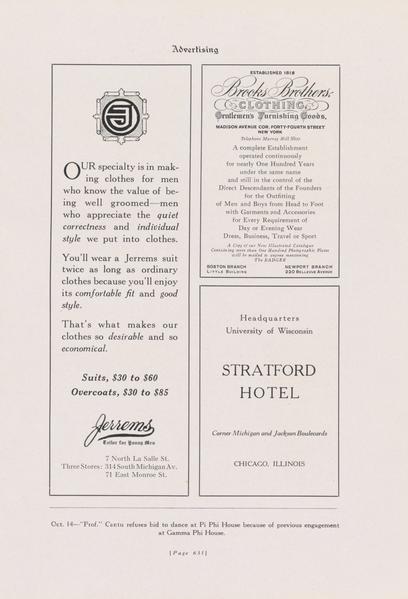 Advertising
OUR specialty is in mak-
ing clothes for men
who know the value of be-
ing well groomed—men
who appreciate the quiet
correctness and individual
style we put into clothes.
You'll wear a Jerrems suit
twice as long as ordinary
clothes because you'll enjoy
its comfortable fit and good
style.
That's what makes our
clothes so desirable and so
economical.
Suits, $30 to $60
Overcoats, $30 to $85
Jerrems
Tailor for Young Men
7 North La Salle St.
Three Stores: 314 South Michigan Av.
71 East Monroe St.
ESTABLISHED 1818
Brooks Brothers,
CLOTHING,
Gentlemen's Furnishing Goods,
MADISON AVENUE COR. FORTY-FOURTH STREET
NEW YORK
Telephone Murray Hill 8800
A complete Establishment
operated continuously
for nearly One Hundred Years
under the same name
and still in the control of the
Direct Descendants of the Founders
for the Outfitting
of Men and Boys from Head to Foot
with Garments and Accessories
for Every Requirement of
Day or Evening Wear
Dress, Business, Travel or Sport
A Copy of our New Illustrated Catalogue
Containing more than One Hundred Photographic Plates
will be mailed to anyone mentioning
The BADGER
BOSTON BRANCH
LITTLE BUILDING
NEWPORT BRANCH
220 BELLEVUE AVENUE
Headquarters
University of Wisconsin
STRATFORD
HOTEL
Corner Michigan and Jackson Boulevards
CHICAGO, ILLINOIS
Oct. 14—"Prof." Cantu refuses bid to dance at Pi Phi House because of previous engagement
at Gamma Phi House.
[Page 631]